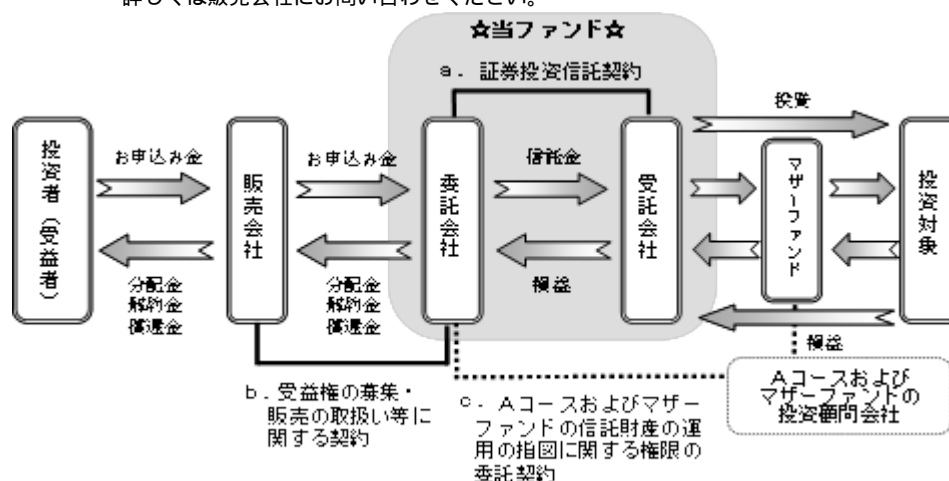 詳しくは販売会社にお問い合わせください。
☆当ファンド☆
a．証券投資信託契約
投資
投資者（受益者）
お申込み金
販売会社
お申込み金
委託会社
信託金
受託会社
マザーファンド
投資対象
分配金
解約金
償還金
分配金
解約金
償還金
損益
損益
b．受益権の募集・
販売の取扱い等に
関する契約
c．Aコースおよびマザー
ファンドの信託財産の運
用の指図に関する権限の
委託契約
Aコースおよび
マザーファンドの
投資顧問会社